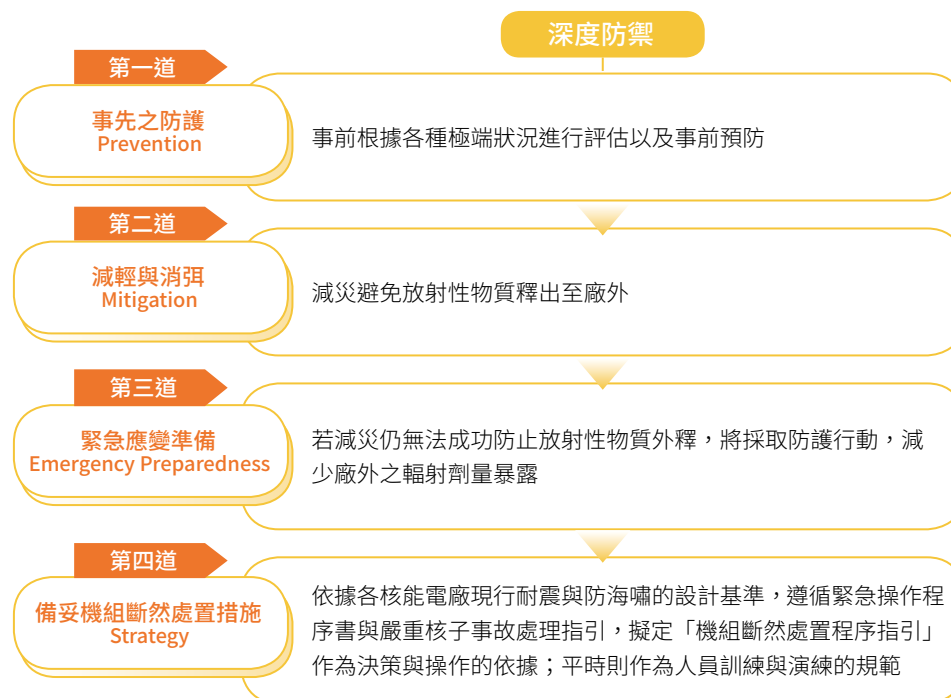 深度防禦
第一道
事先之防護
Prevention
事前根據各種極端狀況進行評估以及事前預防
第二道
減輕與消弭
Mitigation
減災避免放射性物質釋出至廠外
第三道
緊急應變準備
Emergency Preparedness
若減災仍無法成功防止放射性物質外釋，將採取防護行動，減
少廠外之輻射劑量暴露
第四道
備妥機組斷然處置措施
Strategy
依據各核能電廠現行耐震與防海嘯的設計基準，遵循緊急操作程
序書與嚴重核子事故處理指引，擬定「機組斷然處置程序指引」
作為決策與操作的依據；平時則作為人員訓練與演練的規範